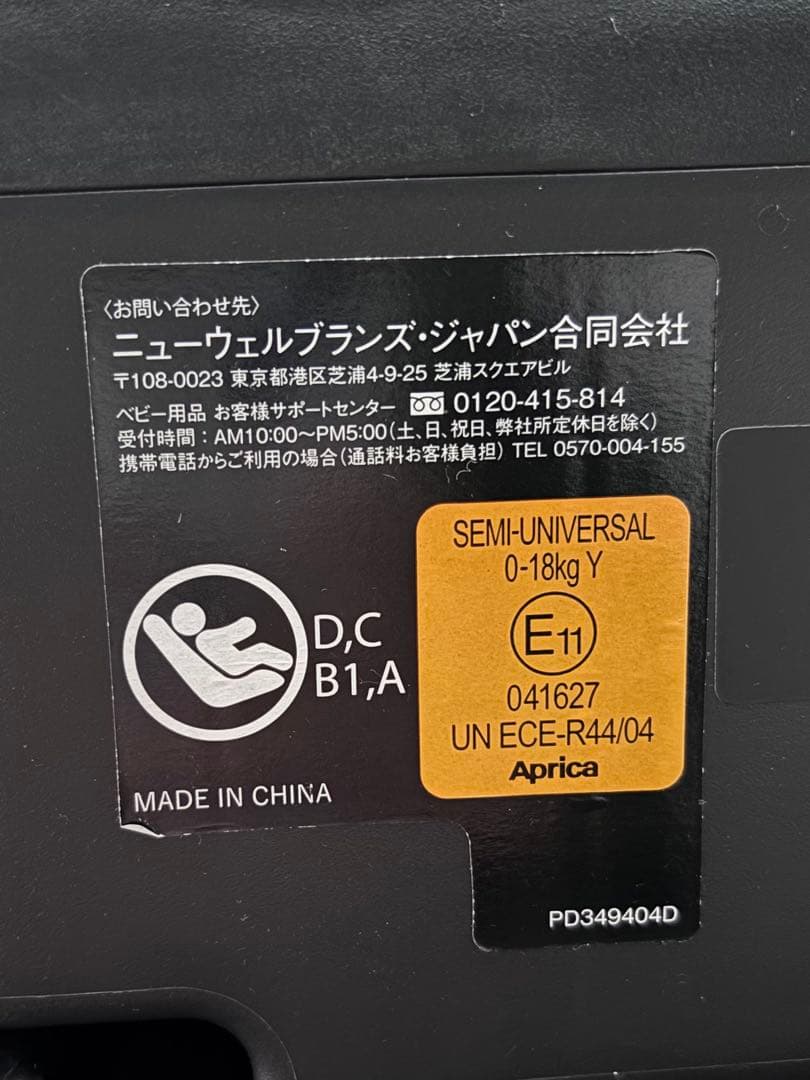 〈お問い合わせ先〉
ニューウェルブランズ・ジャパン合同会社
〒108-0023 東京都港区芝浦4-9-25 芝浦スクエアビル
ベビー用品 お客様サポートセンター 0120-415-814
受付時間：AM10:00〜PM5:00(土、日、祝日、弊社所定休日を除く)
携帯電話からご利用の場合(通話料お客様負担) TEL 0570-004-155
SEMI-UNIVERSAL
0-18kg Y
E11
041627
UN ECE-R44/04
Aprica
D,C
B1,A
MADE IN CHINA
PD349404D